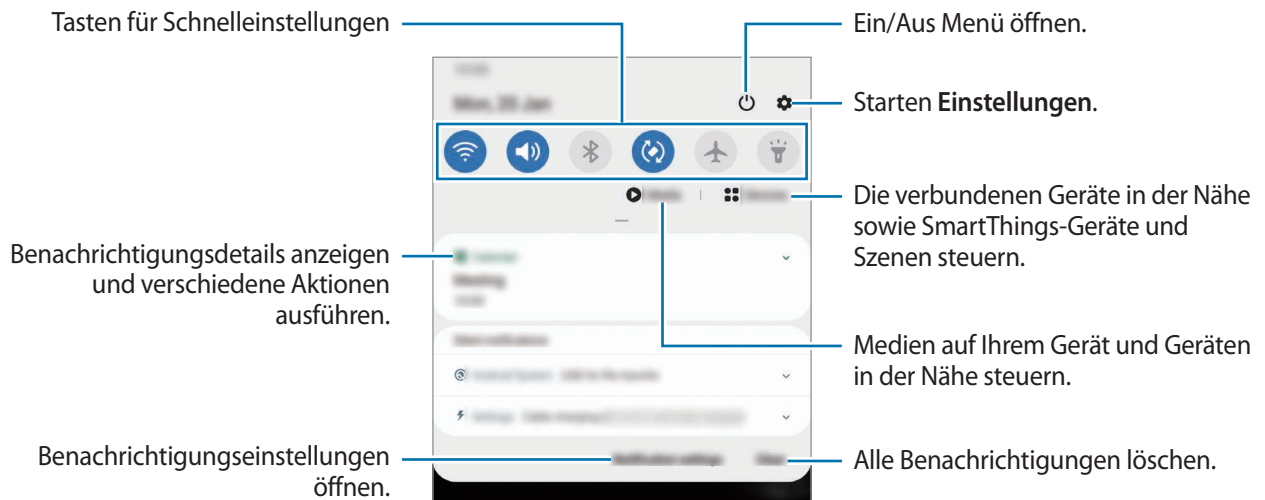 Tasten für Schnelleinstellungen
Ein/Aus Menü öffnen.
Starten Einstellungen.
Die verbundenen Geräte in der Nähe
sowie SmartThings-Geräte und
Szenen steuern.
Benachrichtigungsdetails anzeigen
und verschiedene Aktionen
ausführen.
Medien auf Ihrem Gerät und Geräten
in der Nähe steuern.
Benachrichtigungseinstellungen
öffnen.
Alle Benachrichtigungen löschen.